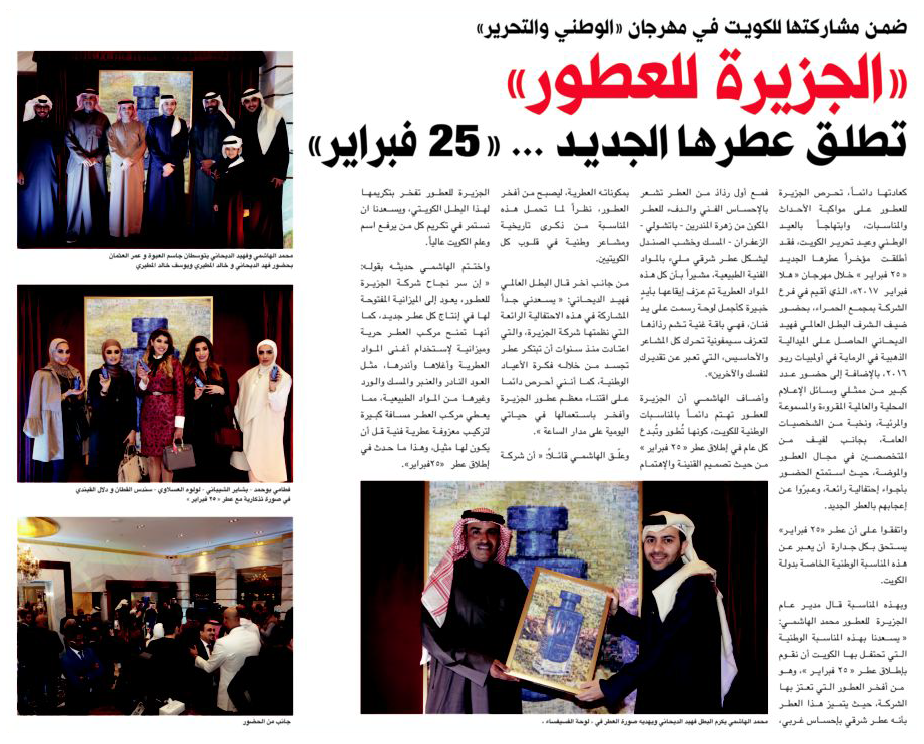 ضمن مشاركتها للكويت في مهرجان «الوطني والتحرير»
«الجزيرة للعطور»
تطلق عطرها الجديد ... «25 فبراير»
كعادتها دائماً، تحرص الجزيرة
للعطور على مواكبة الأحداث
والمناسبات، وابتهاجاً بالعيد
الوطني وعيد تحرير الكويت، فقد
أطلقت مؤخراً عطرها الجديد
«٢٥ فبراير» خلال مهرجان «هلا
فبراير ٢٠١٧»، الذي أقيم في فرع
الشركة بمجمع الحمراء، بحضور
ضيف الشرف البطل العالمي فهيد
الديحاني الحاصل على الميدالية
الذهبية في الرماية في أولمبياد ريو
٢٠١٦، بالإضافة إلى حضور عدد
كبير من ممثلي وسائل الإعلام
المحلية والعالمية المقروءة والمسموعة
والمرئية، ونخبة من الشخصيات
العامة، بجانب لفيف من
المتخصصين في مجال العطور
والموضة، حيث استمتع الحضور
بأجواء إحتفالية رائعة، وعبّروا عن
إعجابهم بالعطر الجديد.
واتفقوا على أن عطر «٢٥ فبراير»
يستحق بكل جدارة أن يعبر عن
هذه المناسبة الوطنية الخاصة بدولة
الكويت.
وبهذه المناسبة قال مدير عام
الجزيرة للعطور محمد الهاشمي:
« يسعدنا بهذه المناسبة الوطنية
التي تحتفل بها الكويت أن نقوم
بإطلاق عطر « ٢٥ فبراير »، وهو
من أفخر العطور التي تعتز بها
الشركة، حيث يتميز هذا العطر
بأنه عطر شرقي بإحساس غربي،
فمع أول رذاذ من العطر تشعر
بالإحساس الفني والدفء للعطر
المكون من زهرة المندرين - باتشولي -
الزعفران - المسك وخشب الصندل
ليشكل عطر شرقي مليء بالمواد
الفنية الطبيعية، مشيراً بأن كل هذه
المواد العطرية تم عزف إيقاعها بأيدٍ
خبيرة كأجمل لوحة رسمت على يد
فنان، فهي باقة غنية تشم رذاذها
لتعزف سيمفونية تحرك كل المشاعر
والأحاسيس، التي تعبر عن تقديرك
لنفسك والآخرين».
وأضاف الهاشمي أن الجزيرة
للعطور تهتم دائماً بالمناسبات
الوطنية للكويت، كونها تُطور وتُبدع
كل عام في إطلاق عطر « ٢٥ فبراير »
من حيث تصميم القنينة والإهتمام
بمكوناته العطرية، ليصبح من أفخر
العطور، نظراً لما تحمل هذه
المناسبة من ذكرى تاريخية
ومشاعر وطنية في قلوب كل
الكويتيين.
من جانب آخر قال البطل العالمي
فهيد الديحاني: « يسعدني جداً
المشاركة في هذه الاحتفالية الرائعة
التي نظمتها شركة الجزيرة، والتي
اعتادت منذ سنوات أن تبتكر عطر
تجسد من خلاله فكرة الأعياد
الوطنية، كما أنني أحرص دائما
على اقتناء معظم عطور الجزيرة
وأفخر باستعمالها في حياتي
اليومية على مدار الساعة ».
وعلّق الهاشمي قائلاً: « أن شركة
الجزيرة للعطور تفخر بتكريمها
لهذا البطل الكويتي، ويسعدنا ان
نستمر في تكريم كل من يرفع اسم
وعلم الكويت عالياً.
واختتم الهاشمي حديثه بقوله:
« إن سر نجاح شركة الجزيرة
للعطور، يعود إلى الميزانية المفتوحة
لها في إنتاج كل عطر جديد، كما
أنها تمنح مركب العطر حرية
وميزانية لإستخدام أغنى المواد
العطرية وأغلاها وأندرها، مثل
العود النادر والعنبر والمسك والورد
وغيرها من المواد الطبيعية، مما
يعطي مركب العطر مسافة كبيرة
لتركيب معزوفة عطرية فنية قل أن
يكون لها مثيل، وهذا ما حدث في
إطلاق عطر «٢٥فبراير».
محمد الهاشمي وفهيد الديحاني يتوسطان جاسم العبوة و عمر العثمان
بحضور فهد الديحاني و خالد المطيري ويوسف خالد المطيري
فطامي بوحمد - بشاير الشيباني - لولوه العسلاوي - سندس القطان و دلال الفيندي
في صورة تذكارية مع عطر « ٢٥ فبراير »
جانب من الحضور
محمد الهاشمي يكرم البطل فهيد الديحاني ويهديه صورة العطر في « لوحة الفسيفساء »